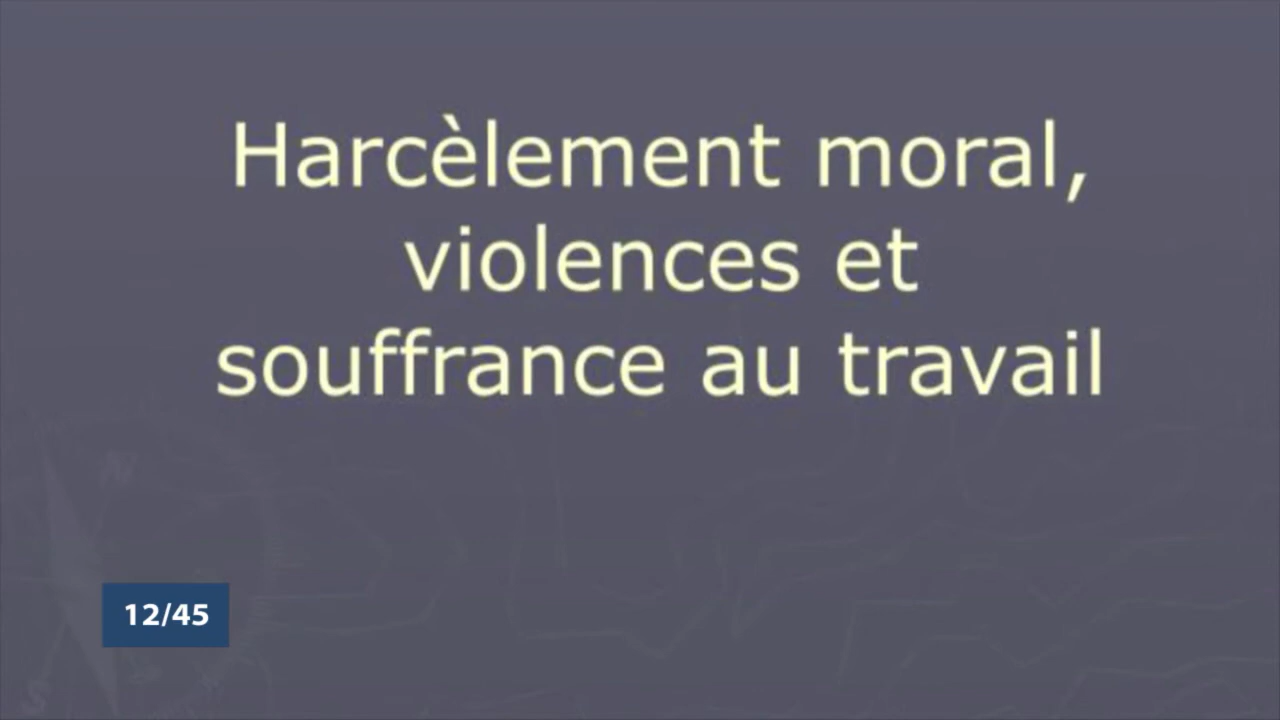 Harcèlement moral,
violences et
souffrance au travail
N
12/45
S